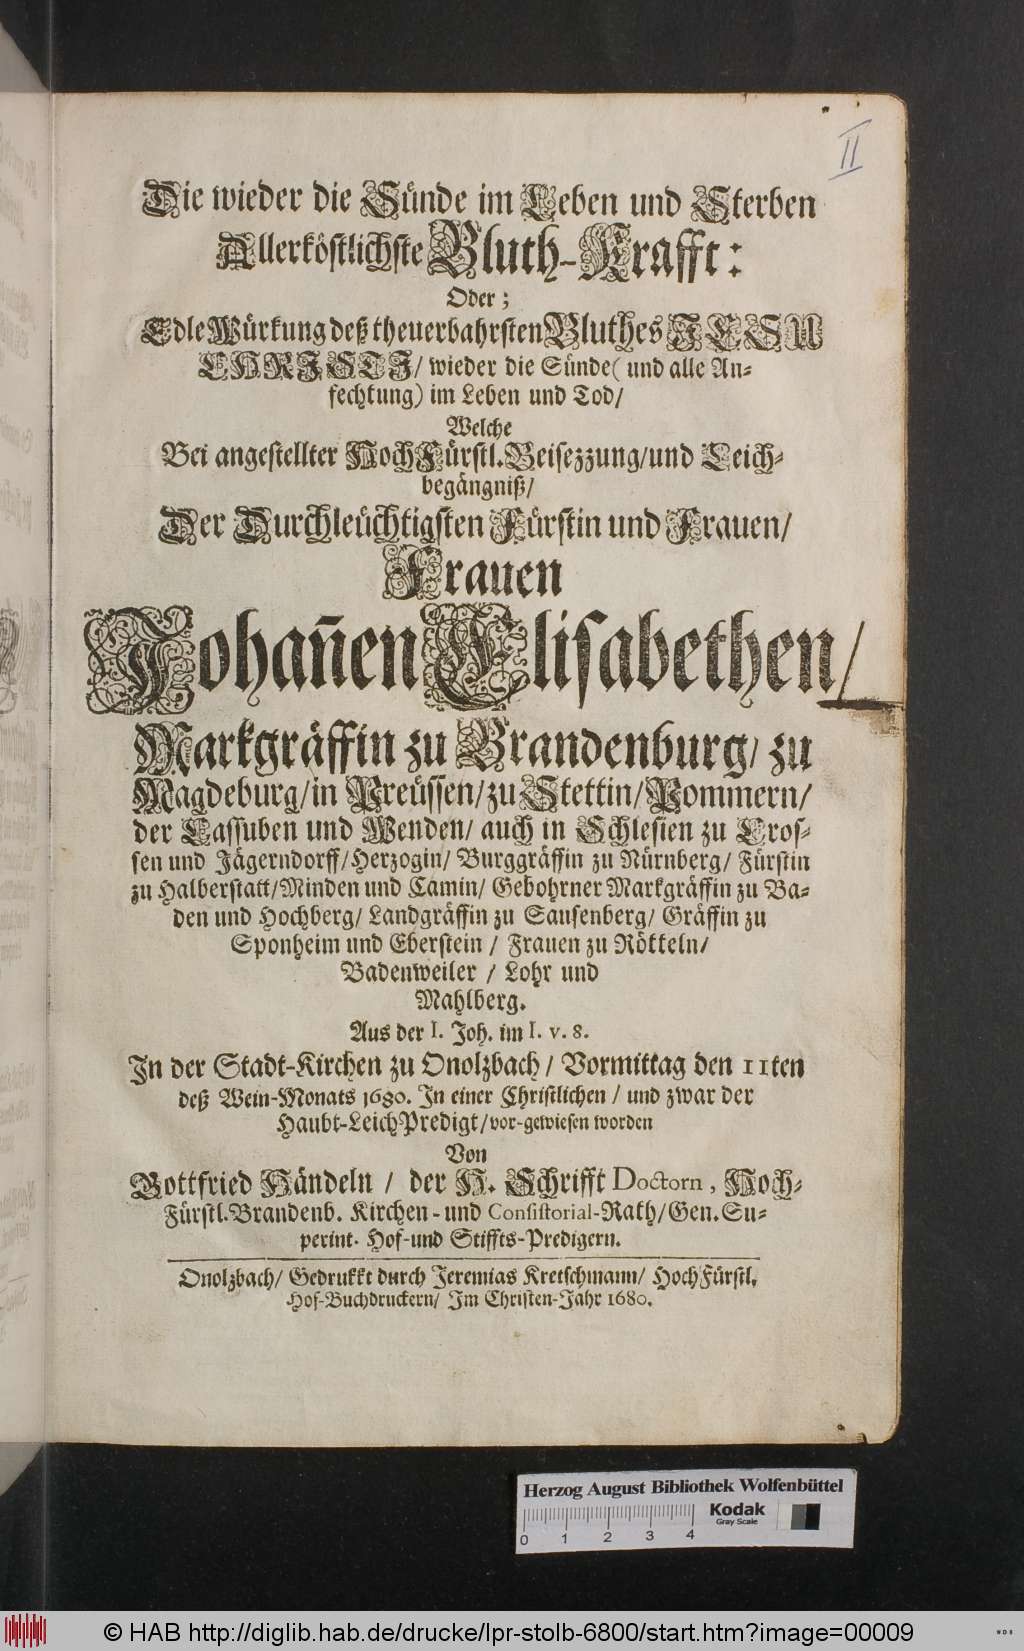 II
Die wieder die Sünde im Leben und Sterben
Allerköstlichste Bluth-Krafft:
Oder;
Edle Würkung deß theuerbahrsten Bluthes JESU
CHRISTI/ wieder die Sünde( und alle An-
fechtung) im Leben und Tod/
Welche
Bei angestellter HochFürstl. Beisezzung/und Leich-
begängniß/
Der Durchleüchtigsten Fürstin und Frauen/
Frauen
Johañen Elisabethen/
Markgräffin zu Brandenburg/ zu
Magdeburg/in Preüssen/zu Stettin/Pommern/
der Cassuben und Wenden/ auch in Schlesien zu Cros-
sen und Jägerndorff/Herzogin/ Burggräffin zu Nürnberg/ Fürstin
zu Halberstatt/Minden und Camin/ Gebohrner Markgräffin zu Ba-
den und Hochberg/ Landgräffin zu Sausenberg/ Gräffin zu
Sponheim und Eberstein / Frauen zu Rötteln/
Badenweiler / Lohr und
Mahlberg.
Aus der I. Joh. im I. v. 8.
In der Stadt-Kirchen zu Onolzbach/ Vormittag den 11ten
deß Wein-Monats 1680. In einer Christlichen / und zwar der
Haubt-LeichPredigt/vor-gewiesen worden
Von
Gottfried Händeln / der H. Schrifft Doctorn, Hoch-
Fürstl. Brandenb. Kirchen-und Consistorial-Rath/Gen. Su-
perint. Hof-und Stiffts-Predigern.
Onolzbach/ Gedrukkt durch Jeremias Kretschmann/ HochFürstl.
Hof-Buchdruckern/ Im Christen-Jahr 1680.
Herzog August Bibliothek Wolfenbüttel
0 1 2 3 4
Kodak
Gray Scale
© HAB http://diglib.hab.de/drucke/lpr-stolb-6800/start.htm?image=00009